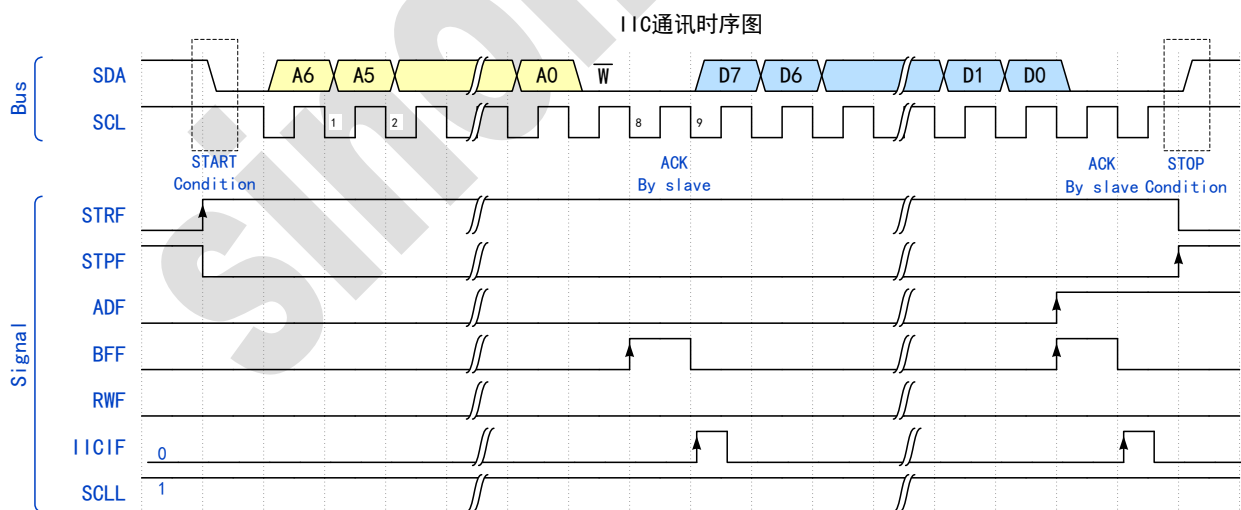 IIC通讯时序图
Bus
SDA A6 A5 A0 W̅ D7 D6 D1 D0
SCL 1 2 8 9
START ACK ACK STOP
Condition By slave By slave Condition
Signal
STRF
STPF
ADF
BFF
RWF
IICIF 0
SCLL 1